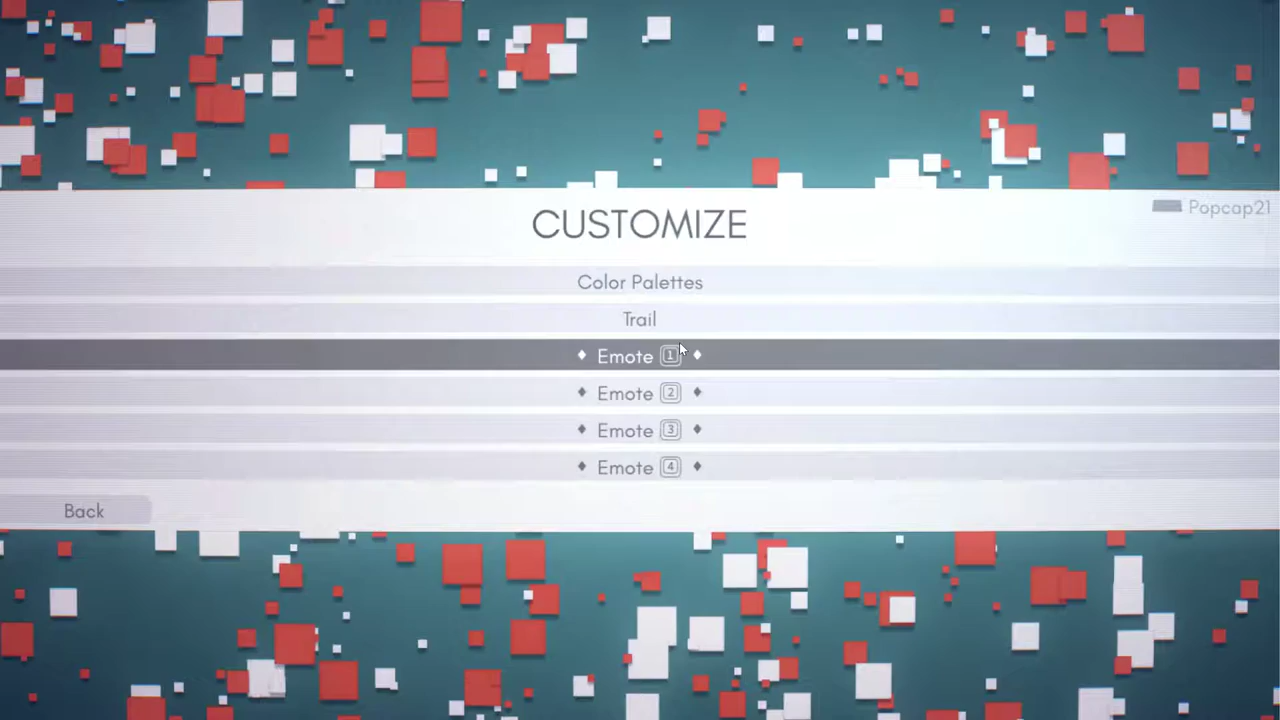 Popcap21
CUSTOMIZE
Color Palettes
Trail
Emote 1
Emote 2
Emote 3
Emote 4
Back